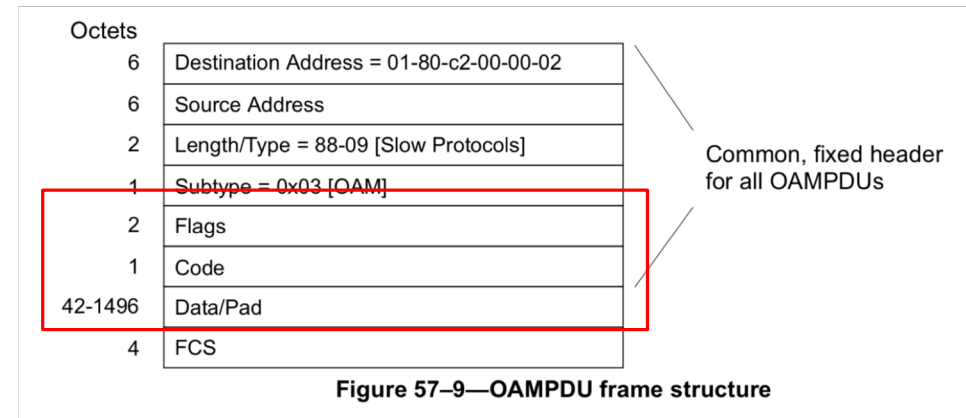 Octets
6 Destination Address = 01-80-c2-00-00-02
6 Source Address
2 Length/Type = 88-09 [Slow Protocols]
1 Subtype = 0x03 [OAM]
2 Flags
1 Code
42-1496 Data/Pad
4 FCS
Common, fixed header
for all OAMPDUs
Figure 57–9—OAMPDU frame structure